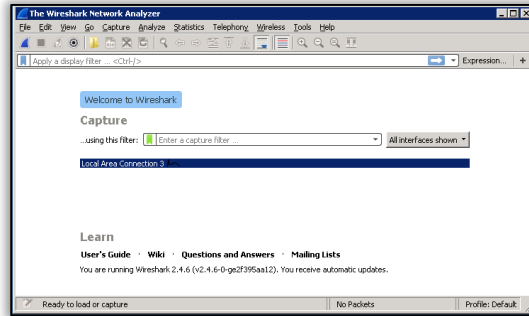 The Wireshark Network Analyzer
File Edit View Go Capture Analyze Statistics Telephony Wireless Tools Help
Apply a display filter ... <Ctrl-/> Expression... +
Welcome to Wireshark
Capture
...using this filter: Enter a capture filter ... All interfaces shown
Local Area Connection 3
Learn
User's Guide · Wiki · Questions and Answers · Mailing Lists
You are running Wireshark 2.4.6 (v2.4.6-0-ge2f395aa12). You receive automatic updates.
Ready to load or capture No Packets Profile: Default